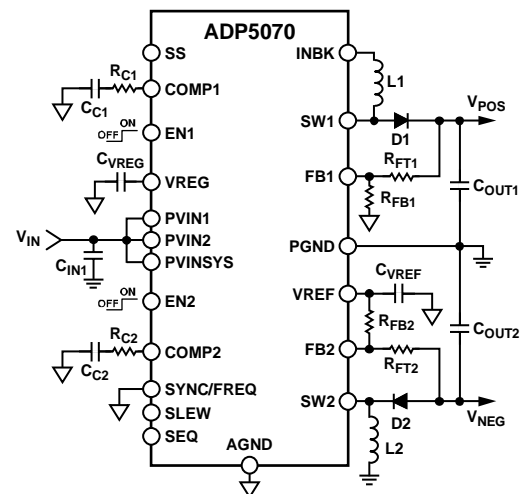 ADP5070
SS
INBK
RC1
CC1
COMP1
L1
ON
OFF
EN1
SW1
D1
VPOS
CVREG
VREG
FB1
RFT1
RFB1
COUT1
VIN
PVIN1
PVIN2
PVINSYS
CIN1
PGND
CVREF
VREF
ON
OFF
EN2
RFB2
RC2
CC2
COMP2
FB2
RFT2
COUT2
SYNC/FREQ
SLEW
SEQ
SW2
D2
VNEG
L2
AGND